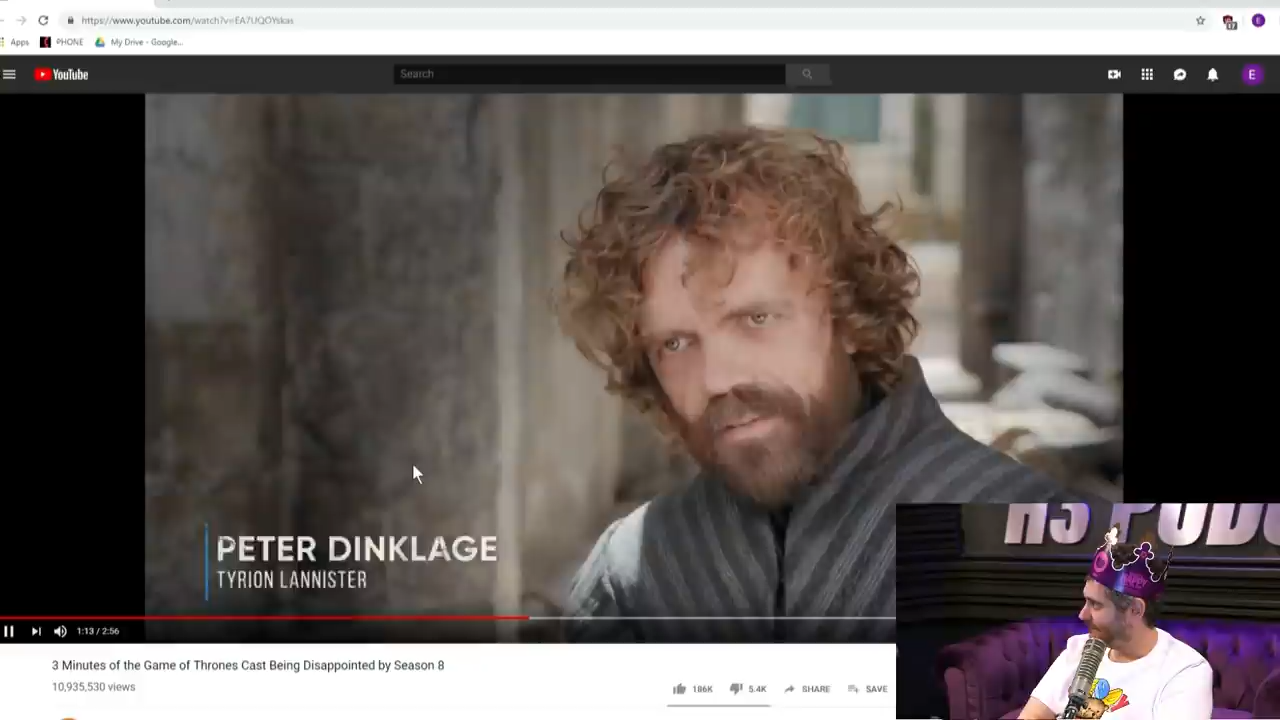 https://www.youtube.com/watch?v=EA7UQOYskas
Apps PHONE My Drive - Google...
YouTube Search E
PETER DINKLAGE
TYRION LANNISTER
H3 PODC
1:13 / 2:56
3 Minutes of the Game of Thrones Cast Being Disappointed by Season 8
10,935,530 views
186K 5.4K SHARE SAVE